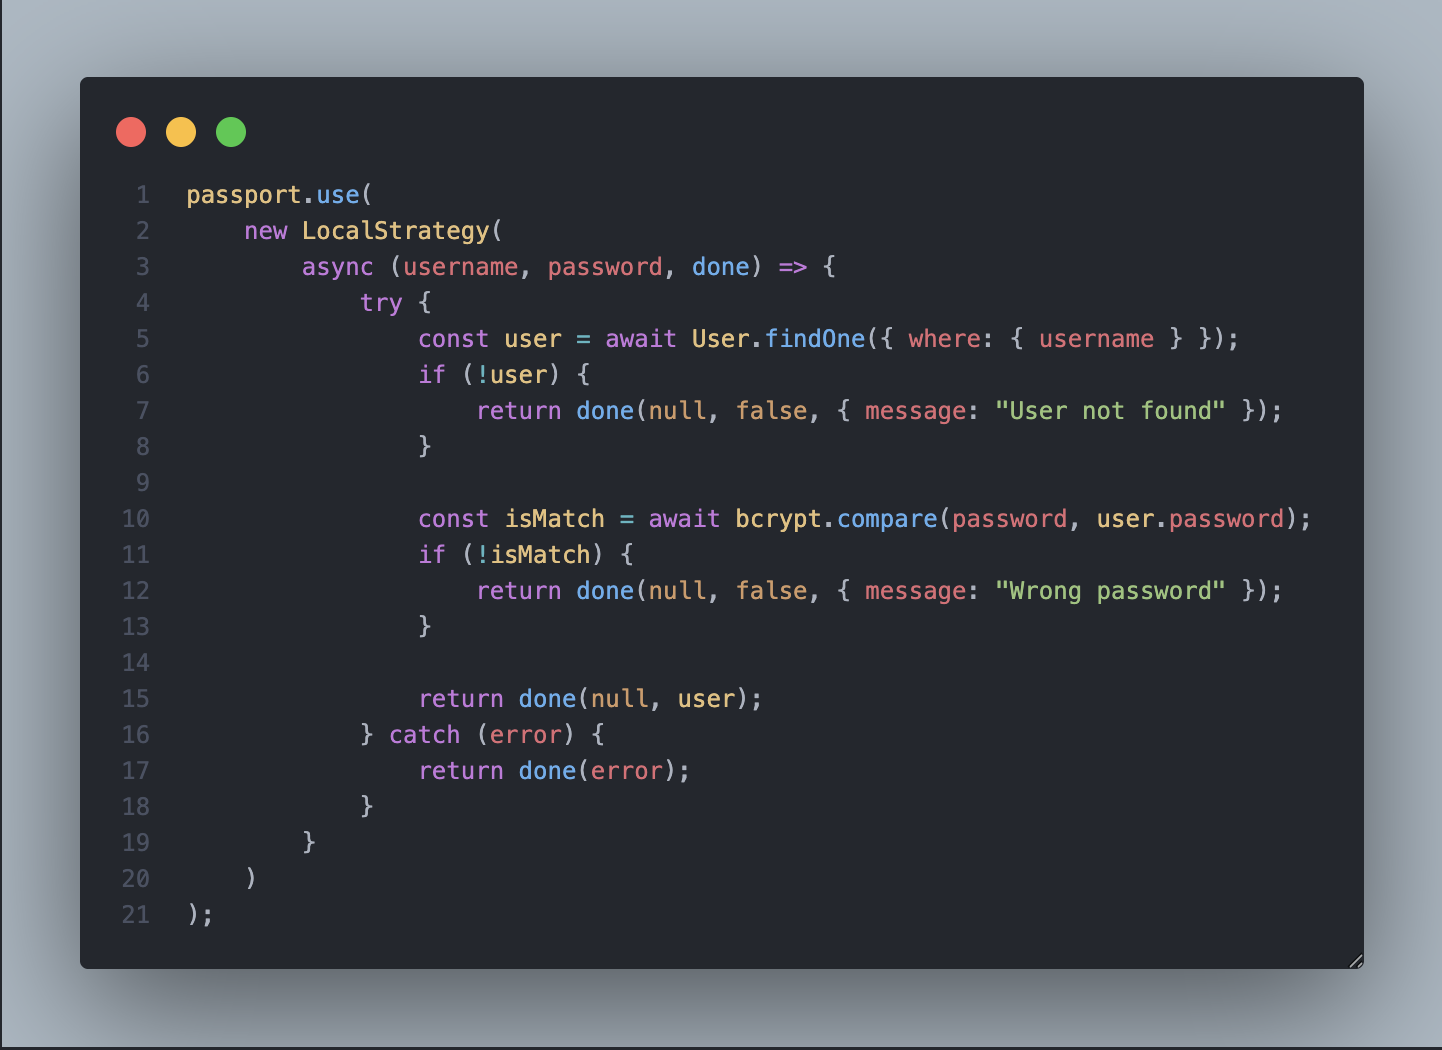 1 passport.use(
2     new LocalStrategy(
3         async (username, password, done) => {
4             try {
5                 const user = await User.findOne({ where: { username } });
6                 if (!user) {
7                     return done(null, false, { message: "User not found" });
8                 }
9
10                 const isMatch = await bcrypt.compare(password, user.password);
11                 if (!isMatch) {
12                     return done(null, false, { message: "Wrong password" });
13                 }
14
15                 return done(null, user);
16             } catch (error) {
17                 return done(error);
18             }
19         }
20     )
21 );